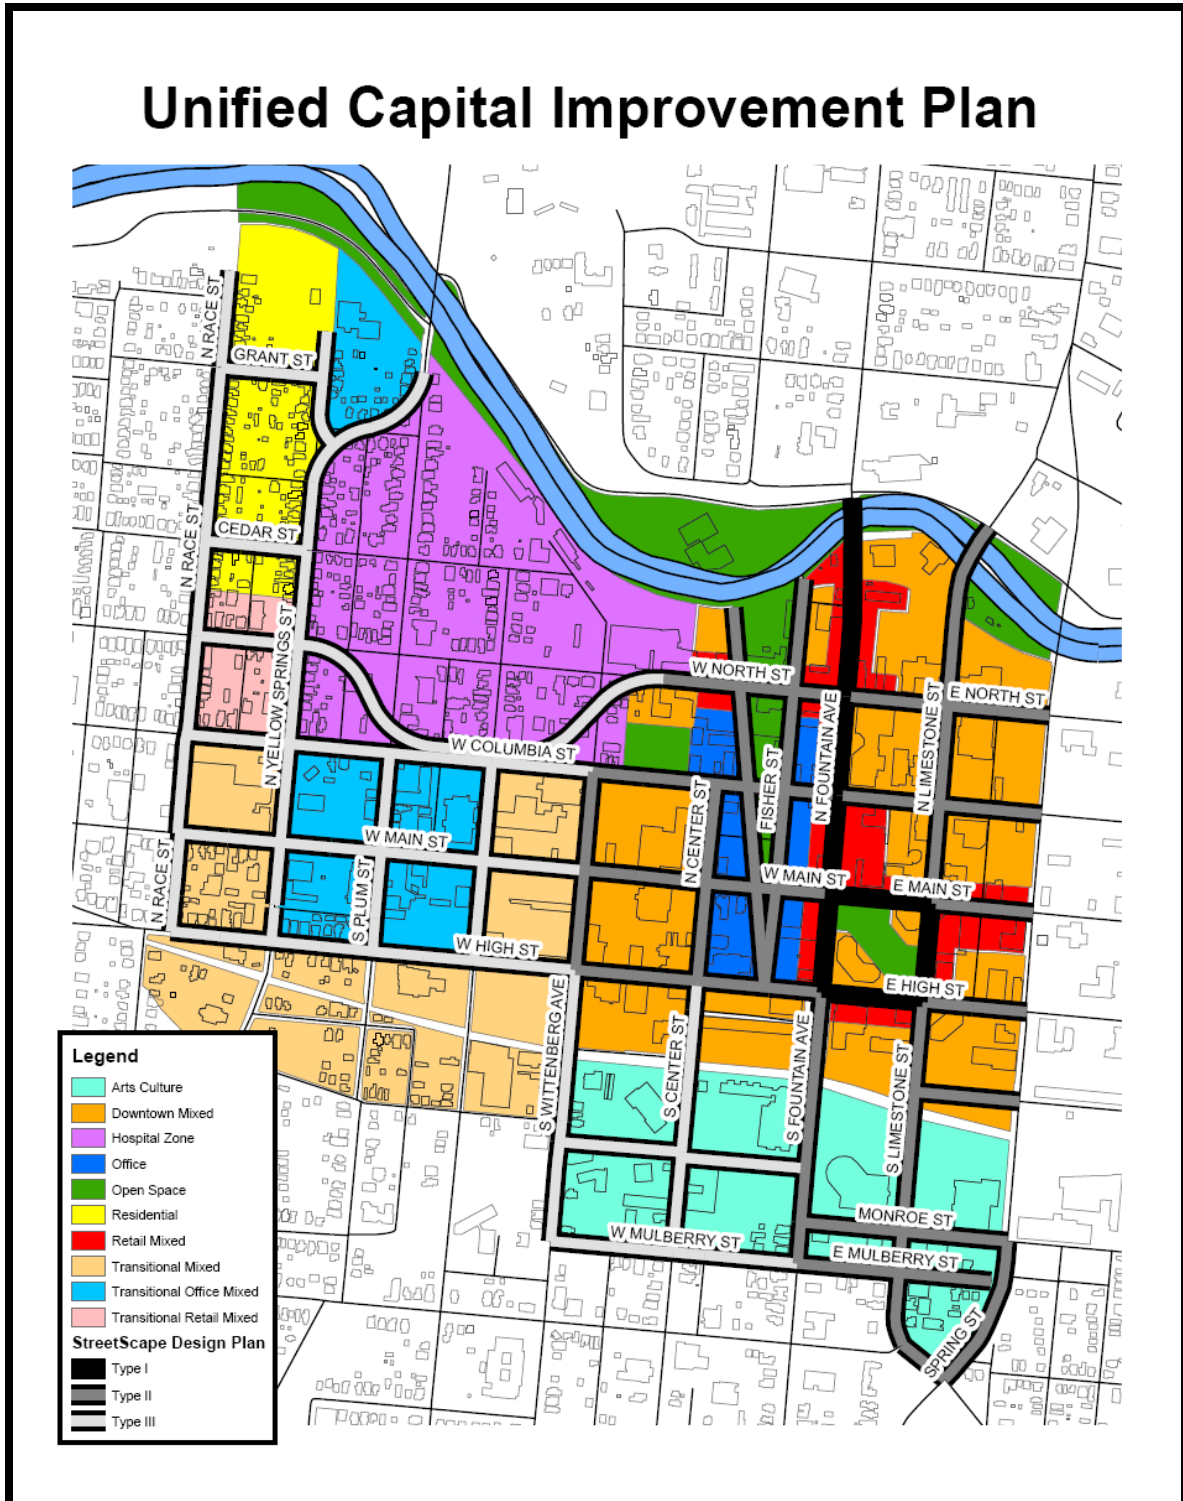 Unified Capital Improvement Plan
N RACE ST
GRANT ST
N RACE ST
CEDAR ST
N YELLOW SPRINGS ST
W NORTH ST
E NORTH ST
N FOUNTAIN AVE
N LIMESTONE ST
W COLUMBIA ST
FISHER ST
N CENTER ST
W MAIN ST
N RACE ST
S PLUM ST
W MAIN ST
E MAIN ST
W HIGH ST
E HIGH ST
S WITTENBERG AVE
S CENTER ST
S FOUNTAIN AVE
S LIMESTONE ST
MONROE ST
W MULBERRY ST
E MULBERRY ST
SPRING ST
Legend
Arts Culture
Downtown Mixed
Hospital Zone
Office
Open Space
Residential
Retail Mixed
Transitional Mixed
Transitional Office Mixed
Transitional Retail Mixed
StreetScape Design Plan
Type I
Type II
Type III